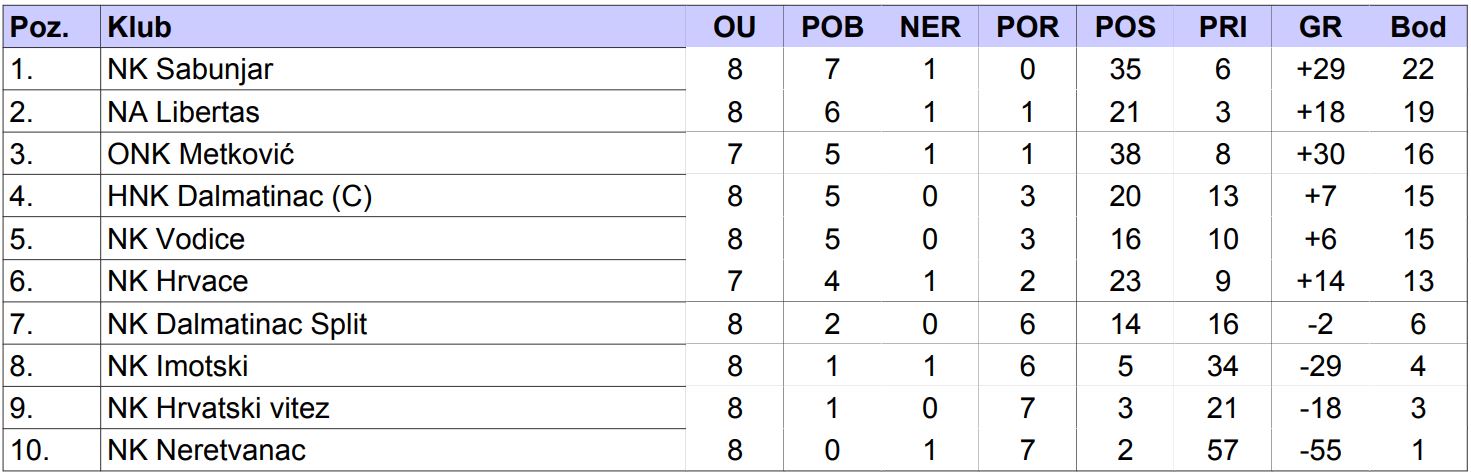 Poz. Klub OU POB NER POR POS PRI GR Bod
1. NK Sabunjar 8 7 1 0 35 6 +29 22
2. NA Libertas 8 6 1 1 21 3 +18 19
3. ONK Metković 7 5 1 1 38 8 +30 16
4. HNK Dalmatinac (C) 8 5 0 3 20 13 +7 15
5. NK Vodice 8 5 0 3 16 10 +6 15
6. NK Hrvace 7 4 1 2 23 9 +14 13
7. NK Dalmatinac Split 8 2 0 6 14 16 -2 6
8. NK Imotski 8 1 1 6 5 34 -29 4
9. NK Hrvatski vitez 8 1 0 7 3 21 -18 3
10. NK Neretvanac 8 0 1 7 2 57 -55 1